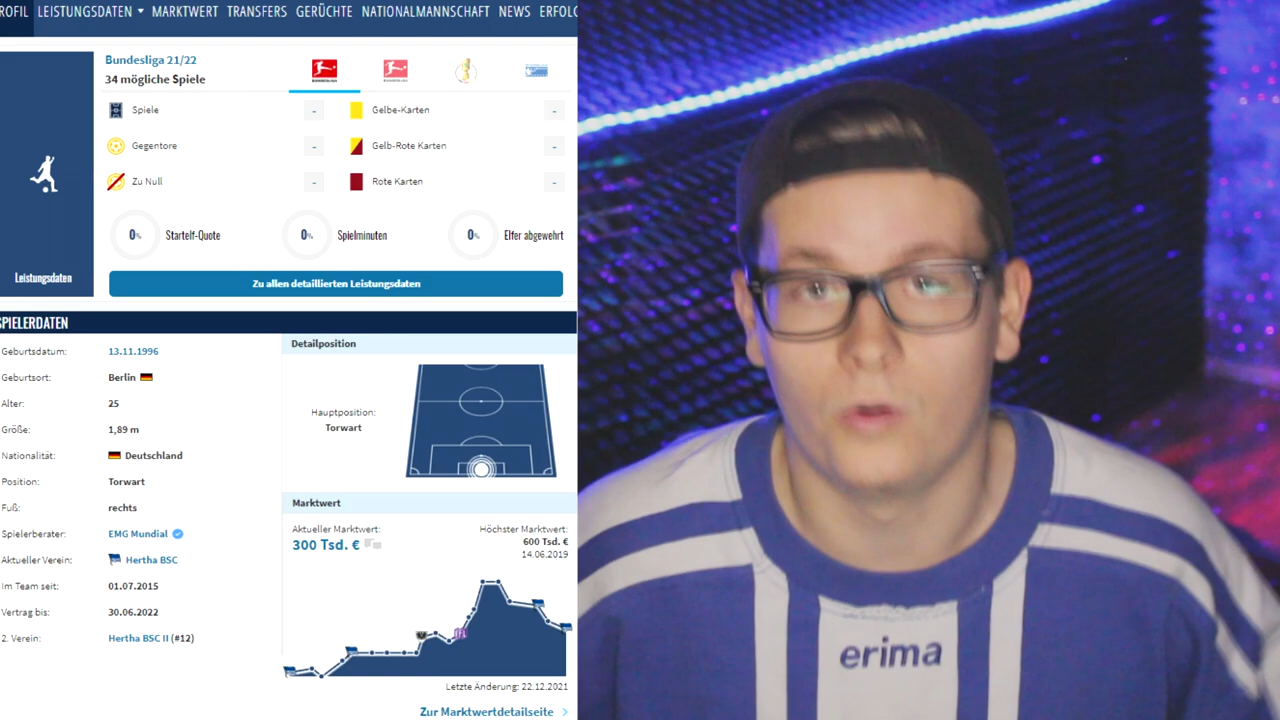 ROFIL LEISTUNGSDATEN MARKTWERT TRANSFERS GERÜCHTE NATIONALMANNSCHAFT NEWS ERFOLG
Bundesliga 21/22
34 mögliche Spiele
Spiele -
Gelbe-Karten -
Gegentore -
Gelb-Rote Karten -
Zu Null -
Rote Karten -
0% Startelf-Quote
0% Spielminuten
0% Elfer abgewehrt
Leistungsdaten
Zu allen detaillierten Leistungsdaten
SPIELERDATEN
Geburtsdatum: 13.11.1996
Geburtsort: Berlin
Alter: 25
Größe: 1,89 m
Nationalität: Deutschland
Position: Torwart
Fuß: rechts
Spielerberater: EMG Mundial
Aktueller Verein: Hertha BSC
Im Team seit: 01.07.2015
Vertrag bis: 30.06.2022
2. Verein: Hertha BSC II (#12)
Detailposition
Hauptposition:
Torwart
Marktwert
Aktueller Marktwert:
300 Tsd. €
Höchster Marktwert:
600 Tsd. €
14.06.2019
Letzte Änderung: 22.12.2021
Zur Marktwertdetailseite
erima